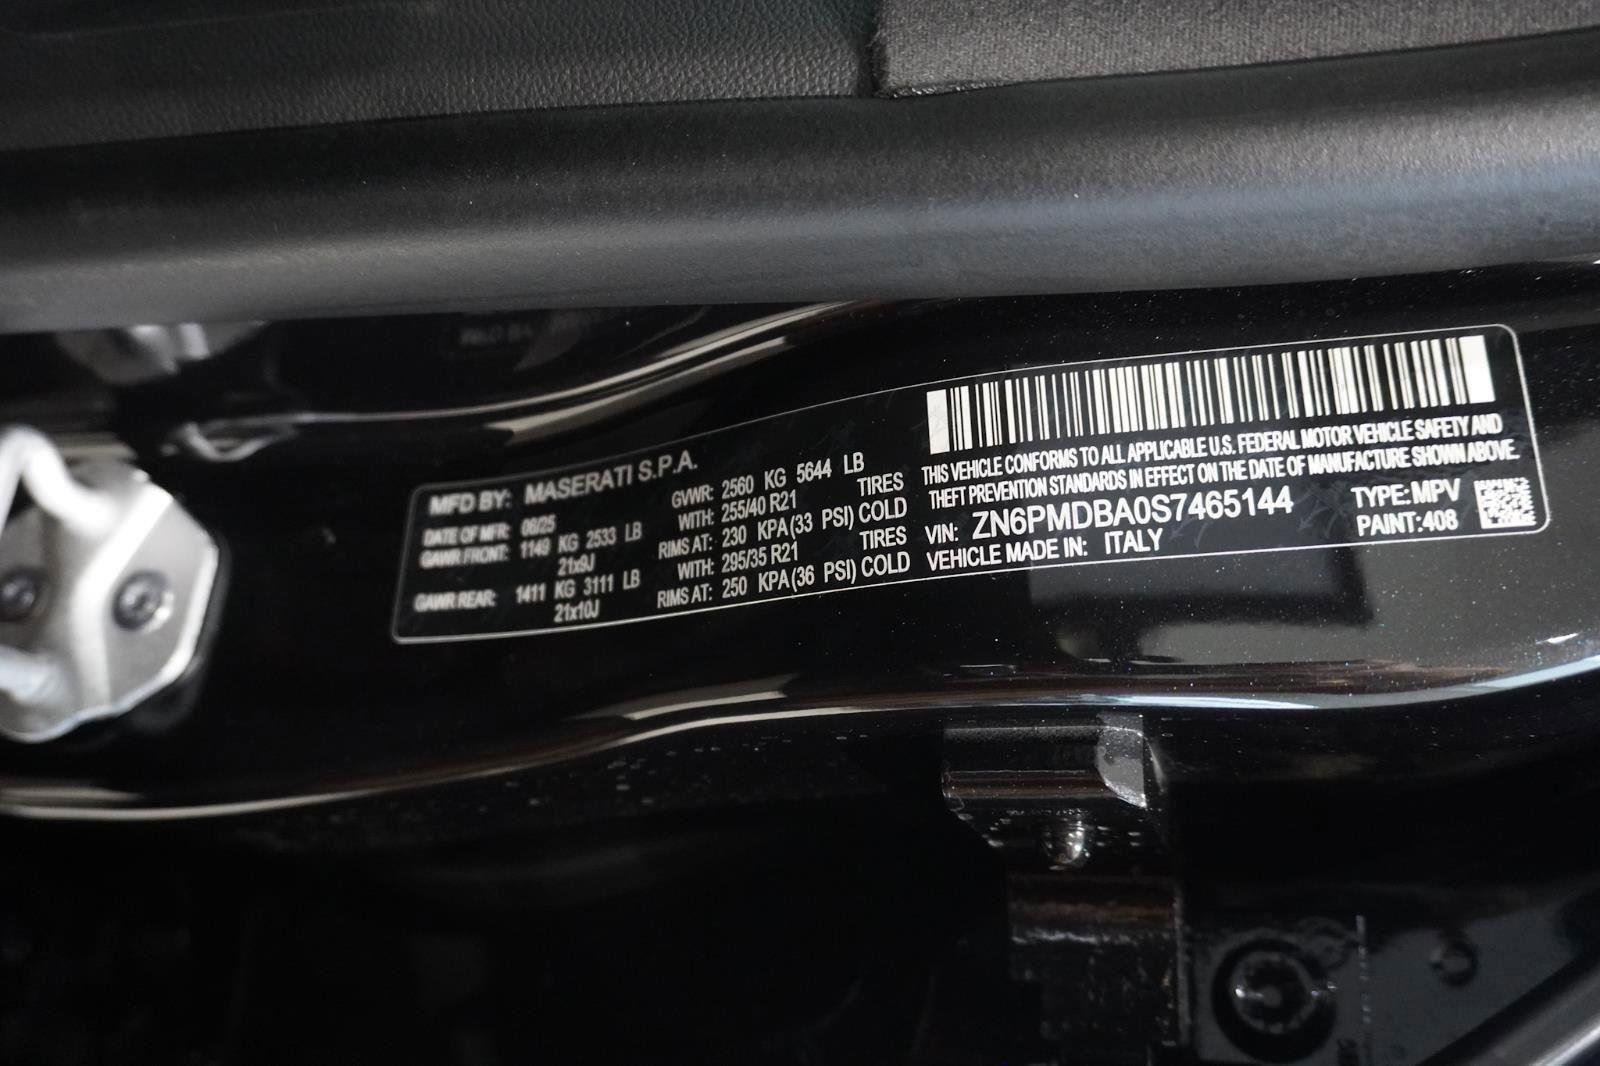 MFD BY: MASERATI S.P.A.
DATE OF MFR: 06/25 GVWR: 2560 KG 5644 LB
GAWR FRONT: 1149 KG 2533 LB WITH: 255/40 R21 TIRES
21x9J RIMS AT: 230 KPA(33 PSI) COLD
GAWR REAR: 1411 KG 3111 LB WITH: 295/35 R21 TIRES
21x10J RIMS AT: 250 KPA(36 PSI) COLD
THIS VEHICLE CONFORMS TO ALL APPLICABLE U.S. FEDERAL MOTOR VEHICLE SAFETY AND
THEFT PREVENTION STANDARDS IN EFFECT ON THE DATE OF MANUFACTURE SHOWN ABOVE.
VIN: ZN6PMDBA0S7465144 TYPE: MPV
VEHICLE MADE IN: ITALY PAINT: 408